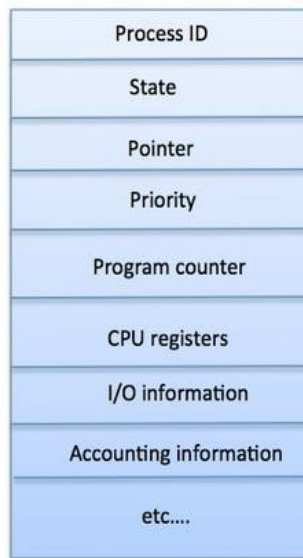 Process ID
State
Pointer
Priority
Program counter
CPU registers
I/O information
Accounting information
etc....